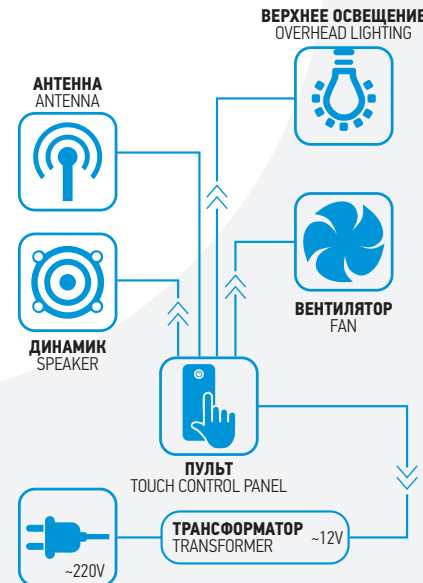 ВЕРХНЕЕ ОСВЕЩЕНИЕ
OVERHEAD LIGHTING
АНТЕННА
ANTENNA
ВЕНТИЛЯТОР
FAN
ДИНАМИК
SPEAKER
ПУЛЬТ
TOUCH CONTROL PANEL
ТРАНСФОРМАТОР
TRANSFORMER
~12V
~220V